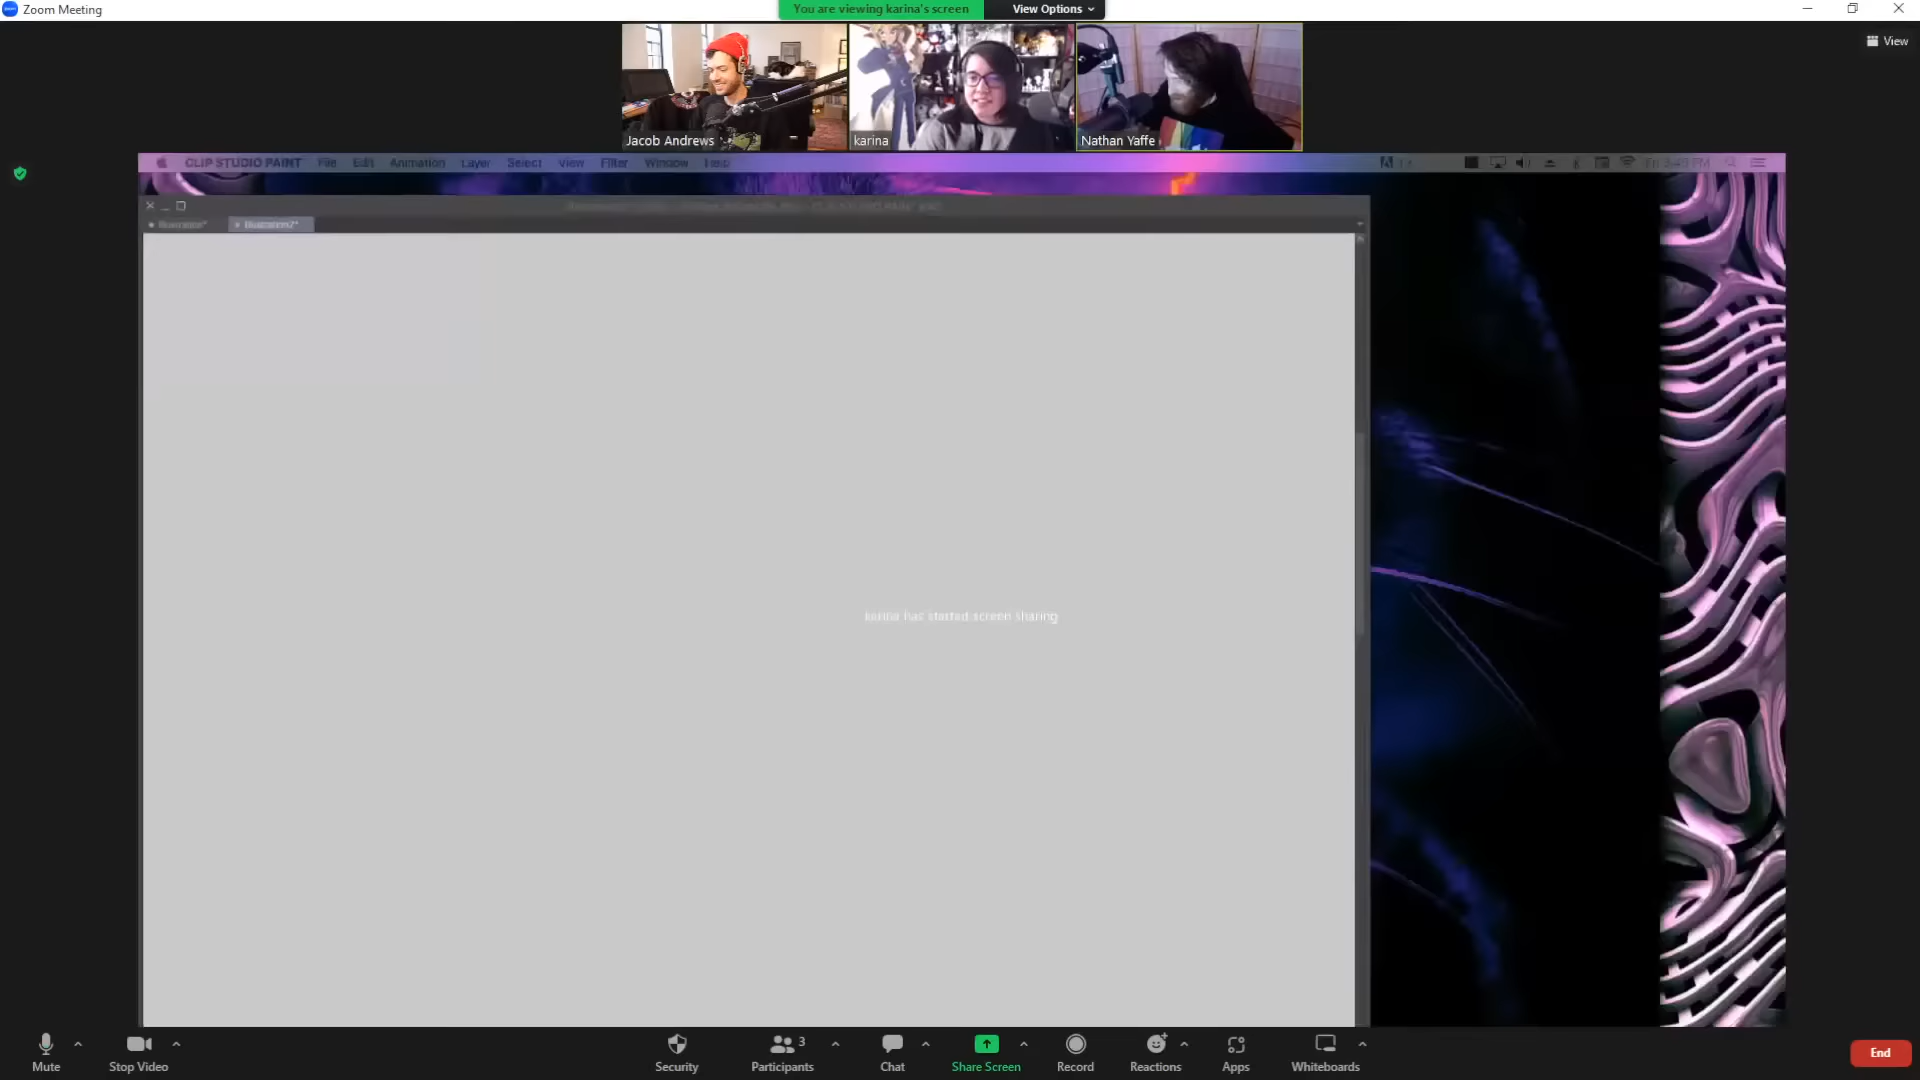 Zoom Meeting
You are viewing karina's screen
View Options
View
Jacob Andrews
karina
Nathan Yaffe
CLIP STUDIO PAINT File Edit Animation Layer Select View Filter Window Help
Illustration2*
karina has started screen sharing
Mute
Stop Video
Security
Participants
3
Chat
Share Screen
Record
Reactions
Apps
Whiteboards
End